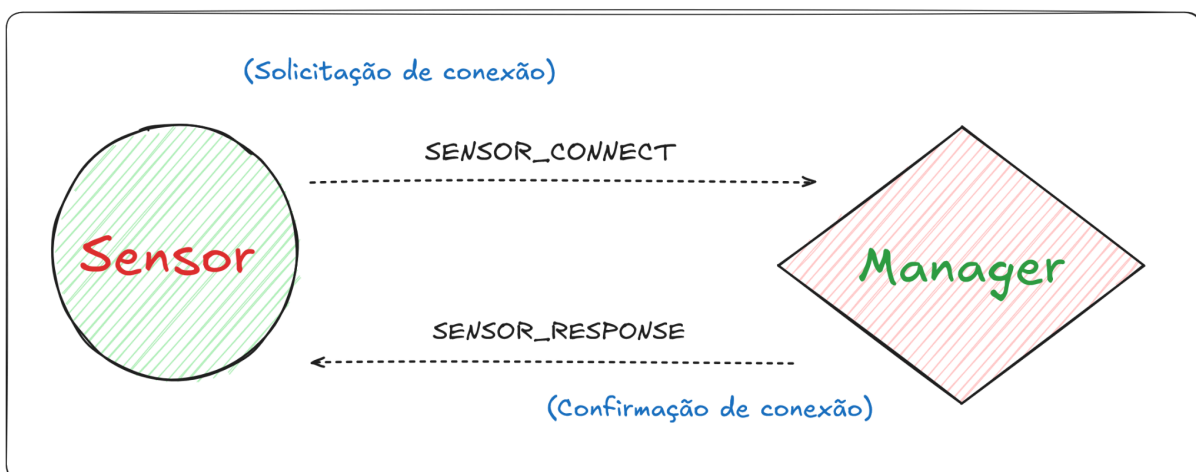 (Solicitação de conexão)
SENSOR_CONNECT
Sensor
Manager
SENSOR_RESPONSE
(Confirmação de conexão)